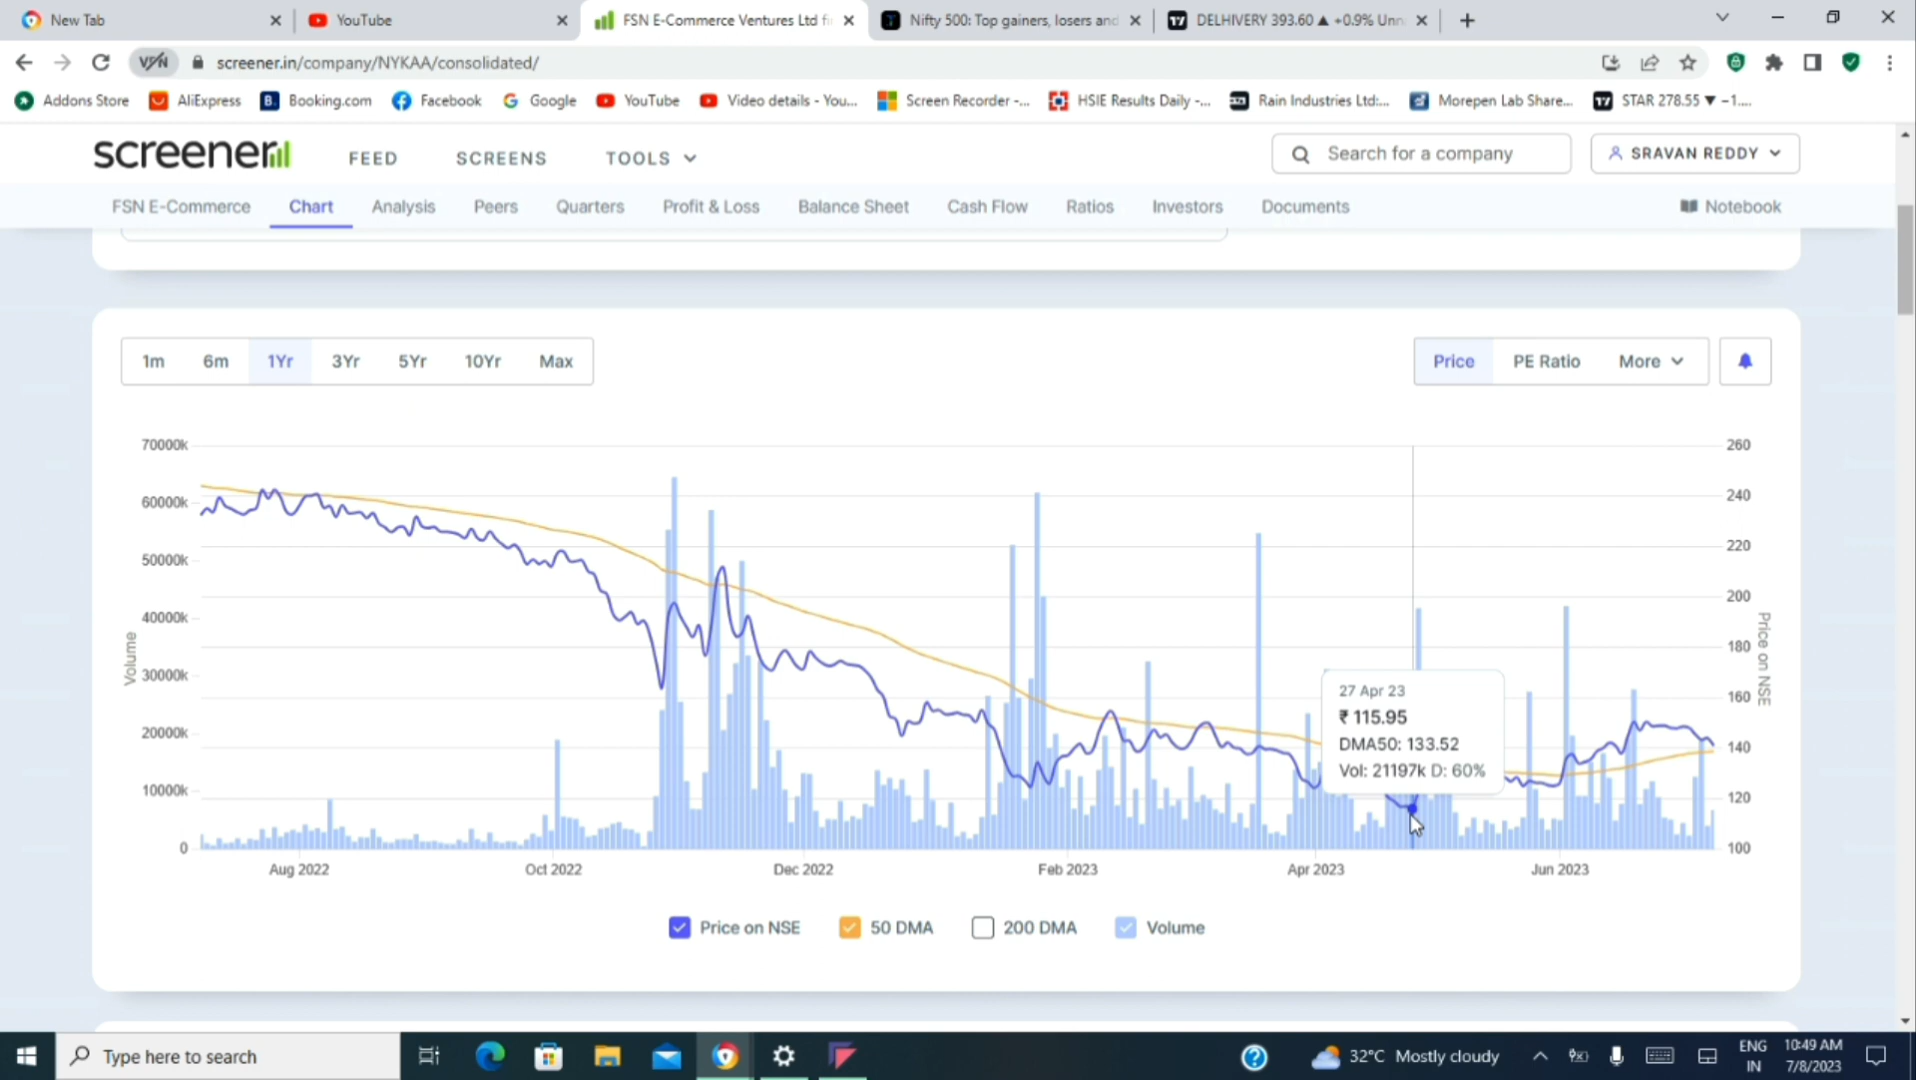 New Tab
YouTube
FSN E-Commerce Ventures Ltd fi
Nifty 500: Top gainers, losers and
DELHIVERY 393.60 ▲ +0.9% Unn
VPN
screener.in/company/NYKAA/consolidated/
Addons Store
AliExpress
Booking.com
Facebook
Google
YouTube
Video details - You...
Screen Recorder -...
HSIE Results Daily -...
Rain Industries Ltd:...
Morepen Lab Share...
STAR 278.55 ▼ −1....
screener
FEED
SCREENS
TOOLS
Search for a company
SRAVAN REDDY
FSN E-Commerce
Chart
Analysis
Peers
Quarters
Profit & Loss
Balance Sheet
Cash Flow
Ratios
Investors
Documents
Notebook
1m
6m
1Yr
3Yr
5Yr
10Yr
Max
Price
PE Ratio
More
70000k
60000k
50000k
40000k
30000k
20000k
10000k
0
Volume
260
240
220
200
180
160
140
120
100
Price on NSE
27 Apr 23
₹ 115.95
DMA50: 133.52
Vol: 21197k D: 60%
Aug 2022
Oct 2022
Dec 2022
Feb 2023
Apr 2023
Jun 2023
Price on NSE
50 DMA
200 DMA
Volume
Type here to search
32°C Mostly cloudy
ENG
IN
10:49 AM
7/8/2023